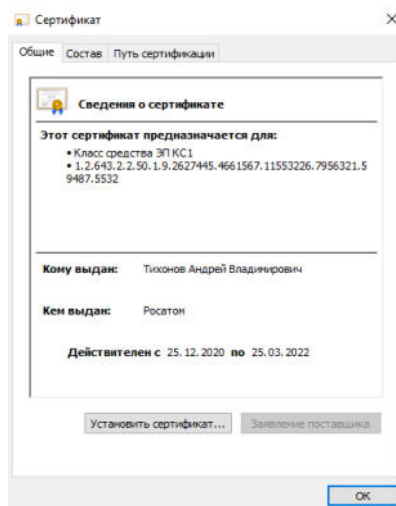 Сертификат
Общие Состав Путь сертификации
Сведения о сертификате
Этот сертификат предназначается для:
• Класс средства ЭП КС1
• 1.2.643.2.2.50.1.9.2627445.4661567.11553226.7956321.5
9487.5532
Кому выдан: Тихонов Андрей Владимирович
Кем выдан: Росатом
Действителен с 25.12.2020 по 25.03.2022
Установить сертификат... Заявление поставщика
ОК